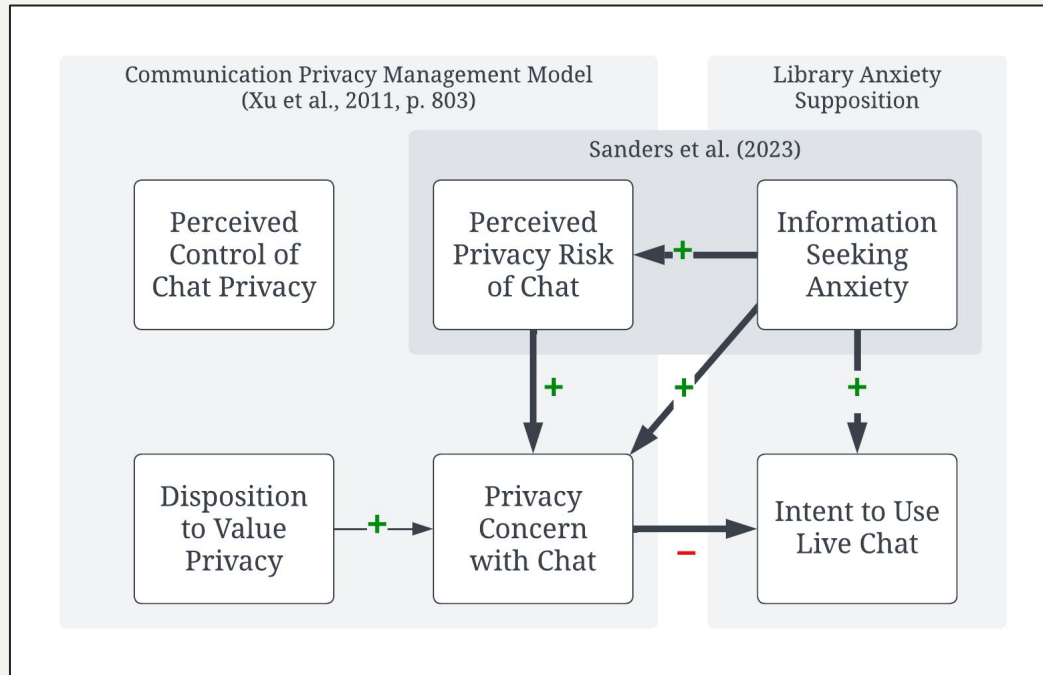 Communication Privacy Management Model
(Xu et al., 2011, p. 803)
Library Anxiety
Supposition
Sanders et al. (2023)
Perceived
Control of
Chat Privacy
Perceived
Privacy Risk
of Chat
Information
Seeking
Anxiety
+
+
+
+
Disposition
to Value
Privacy
+
Privacy
Concern
with Chat
−
Intent to Use
Live Chat